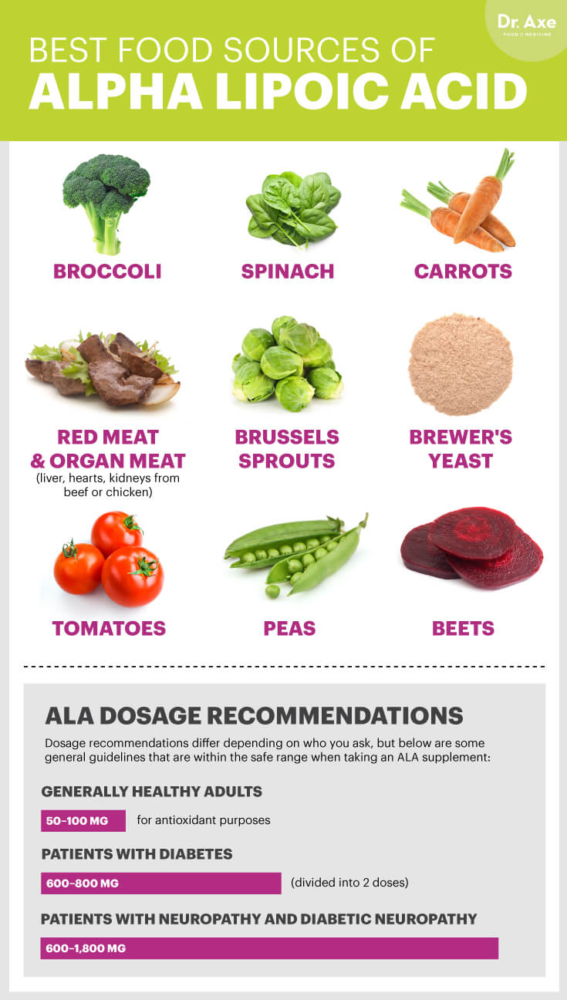 Dr. Axe
FOOD IS MEDICINE
BEST FOOD SOURCES OF
ALPHA LIPOIC ACID
BROCCOLI
SPINACH
CARROTS
RED MEAT
& ORGAN MEAT
(liver, hearts, kidneys from
beef or chicken)
BRUSSELS
SPROUTS
BREWER'S
YEAST
TOMATOES
PEAS
BEETS
ALA DOSAGE RECOMMENDATIONS
Dosage recommendations differ depending on who you ask, but below are some
general guidelines that are within the safe range when taking an ALA supplement:
GENERALLY HEALTHY ADULTS
50–100 MG for antioxidant purposes
PATIENTS WITH DIABETES
600–800 MG (divided into 2 doses)
PATIENTS WITH NEUROPATHY AND DIABETIC NEUROPATHY
600–1,800 MG